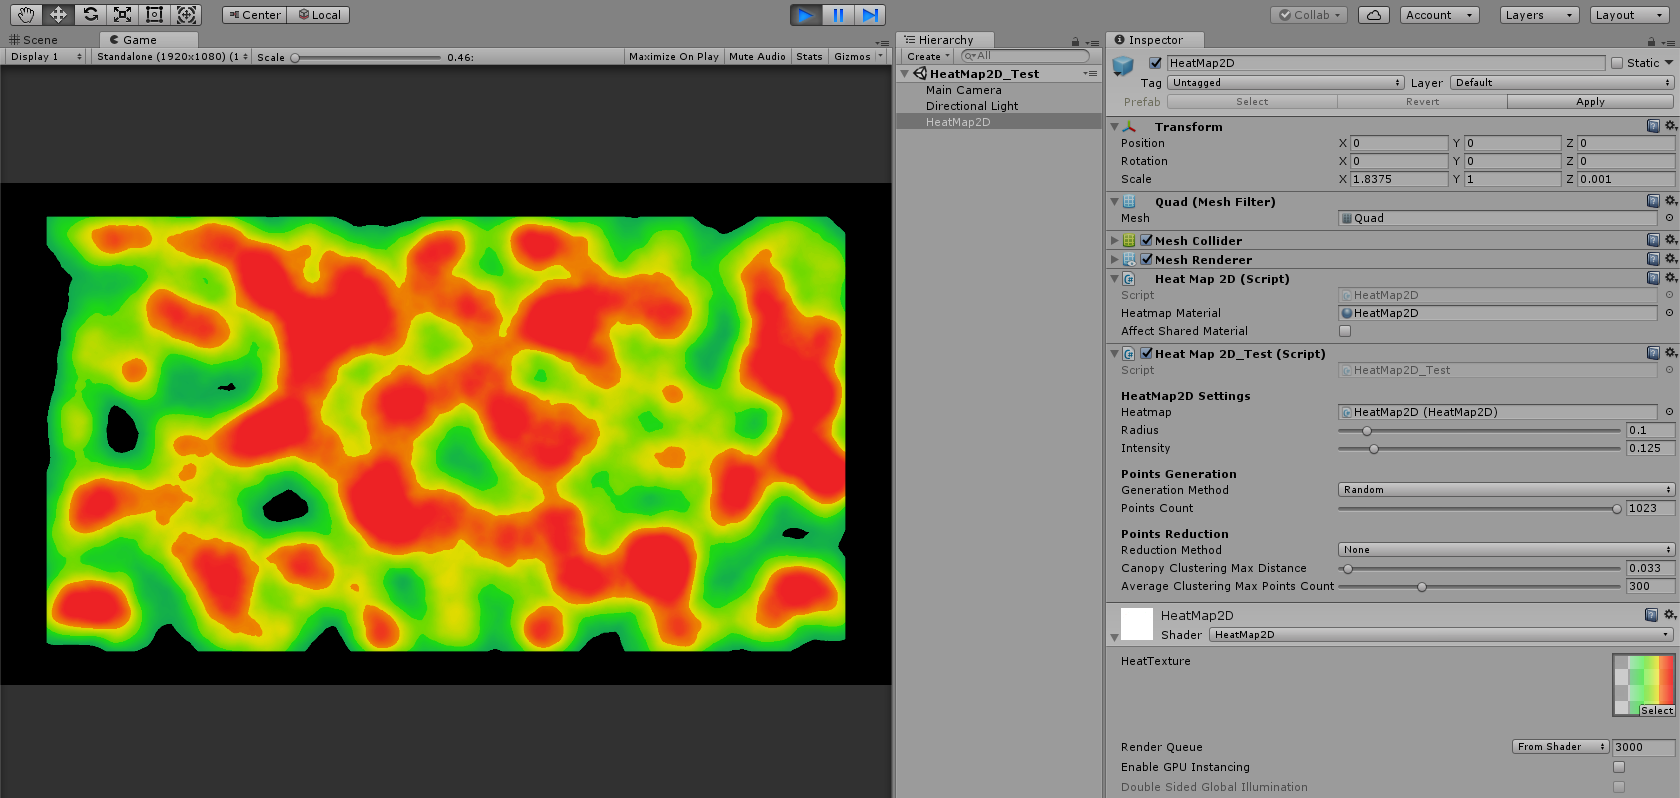 Center Local Collab Account Layers Layout
Scene Game
Display 1 Standalone (1920x1080) (1 Scale 0.46: Maximize On Play Mute Audio Stats Gizmos
Hierarchy
Create All
HeatMap2D_Test
Main Camera
Directional Light
HeatMap2D
Inspector
HeatMap2D Static
Tag Untagged Layer Default
Prefab Select Revert Apply
Transform
Position X 0 Y 0 Z 0
Rotation X 0 Y 0 Z 0
Scale X 1.8375 Y 1 Z 0.001
Quad (Mesh Filter)
Mesh Quad
Mesh Collider
Mesh Renderer
Heat Map 2D (Script)
Script HeatMap2D
Heatmap Material HeatMap2D
Affect Shared Material
Heat Map 2D_Test (Script)
Script HeatMap2D_Test
HeatMap2D Settings
Heatmap HeatMap2D (HeatMap2D)
Radius 0.1
Intensity 0.125
Points Generation
Generation Method Random
Points Count 1023
Points Reduction
Reduction Method None
Canopy Clustering Max Distance 0.033
Average Clustering Max Points Count 300
HeatMap2D
Shader HeatMap2D
HeatTexture
Select
Render Queue From Shader 3000
Enable GPU Instancing
Double Sided Global Illumination